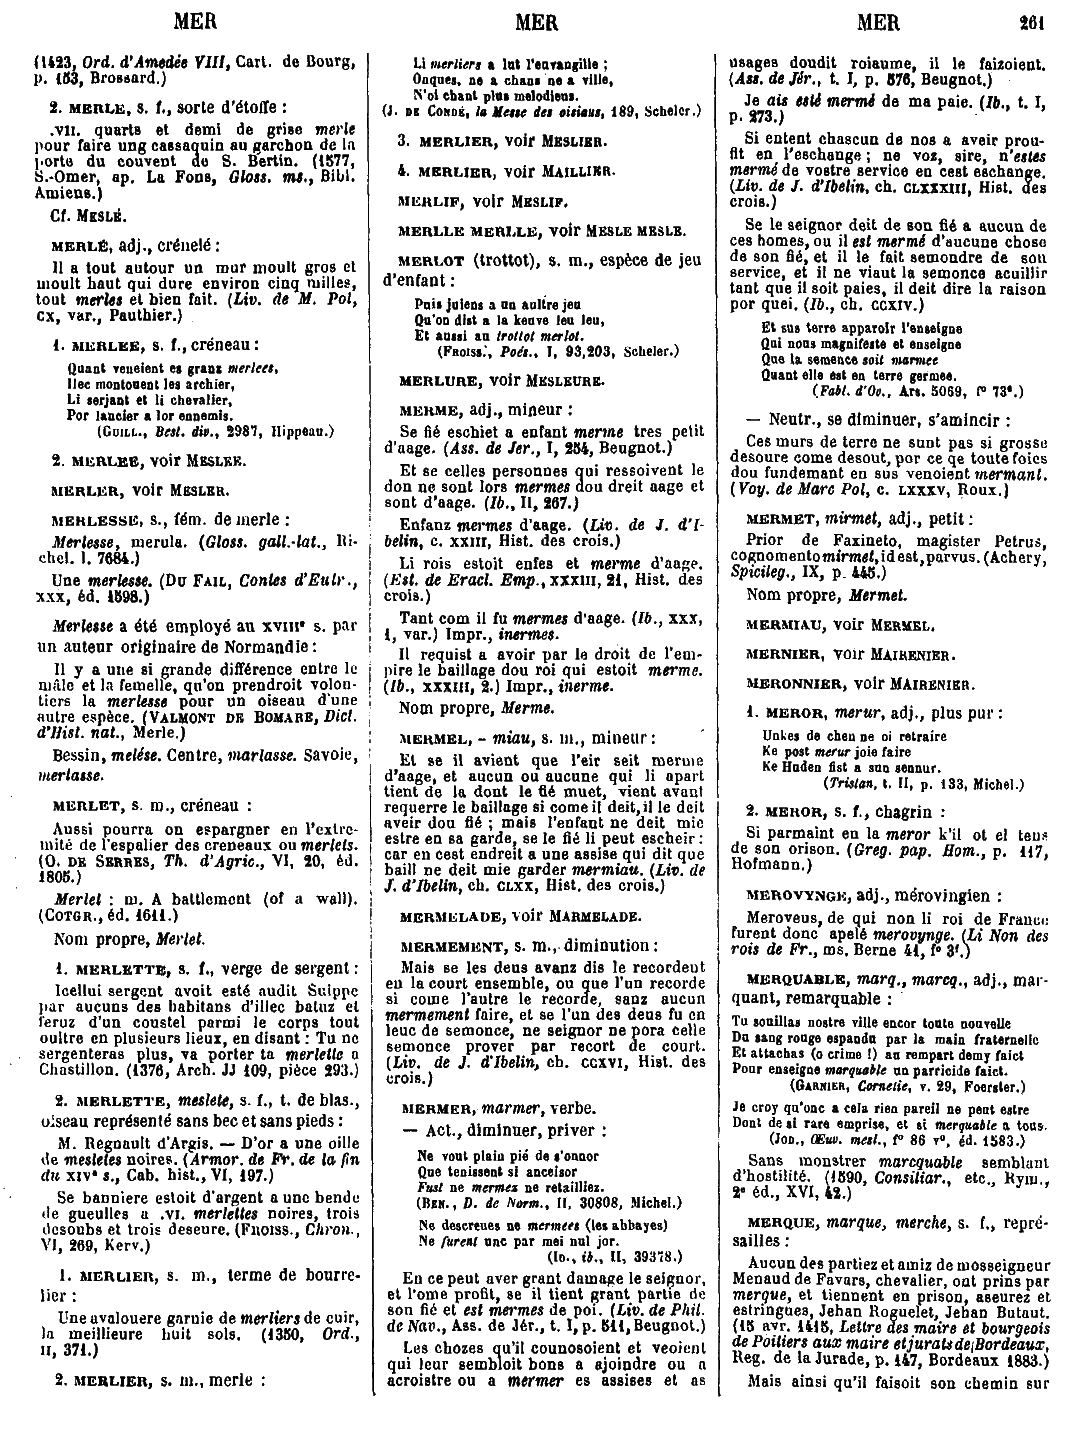 MER MER MER 261
(1423, Ord. d'Amedée VIII, Cart. de Bourg,
p. 153, Brossard.)
2. MERLE, s. f., sorte d'étoffe :
.VII. quarts et demi de grise merle
pour faire ung cassaquin au garchon de la
porte du couvent de S. Bertin. (1577,
S.-Omer, ap. La Fons, Gloss. ms., Bibl.
Amiens.)
Cf. MESLÉ.
MERLÉ, adj., crénelé :
Il a tout autour un mur moult gros et
moult haut qui dure environ cinq milles,
tout merles et bien fait. (Liv. de M. Pol,
CX, var., Pauthier.)
1. MERLEE, s. f., créneau :
Quant veneient es granz merlees,
Ilec montouent les archier,
Li serjant et li chevalier,
Por lancier a lor ennemis.
(GUILL., Best. div., 2987, Hippeau.)
2. MERLEE, voir MESLEE.
MERLER, voir MESLER.
MERLESSE, s., fém. de merle :
Merlesse, merula. (Gloss. gall.-lat., Ri-
chel. l. 7684.)
Une merlesse. (DU FAIL, Contes d'Eutr.,
XXX, éd. 1598.)
Merlesse a été employé au XVIIIe s. par
un auteur originaire de Normandie :
Il y a une si grande différence entre le
mâle et la femelle, qu'on prendroit volon-
tiers la merlesse pour un oiseau d'une
autre espèce. (VALMONT DE BOMARE, Dict.
d'Hist. nat., Merle.)
Bessin, melése. Centre, marlasse. Savoie,
merlasse.
MERLET, s. m., créneau :
Aussi pourra on espargner en l'extre-
mité de l'espalier des creneaux ou merlets.
(O. DE SERRES, Th. d'Agric., VI, 20, éd.
1805.)
Merlet : m. A battlement (of a wall).
(COTGR., éd. 1611.)
Nom propre, Merlet.
1. MERLETTE, s. f., verge de sergent :
Icellui sergent avoit esté audit Suippe
par aucuns des habitans d'illec batuz et
feruz d'un coustel parmi le corps tout
oultre en plusieurs lieux, en disant : Tu ne
sergenteras plus, va porter ta merlette a
Chastillon. (1376, Arch. JJ 109, pièce 293.)
2. MERLETTE, meslete, s. f., t. de blas.,
oiseau représenté sans bec et sans pieds :
M. Regnault d'Argis. — D'or a une oille
de mesletes noires. (Armor. de Fr. de la fin
du XIVe s., Cab. hist., VI, 197.)
Se banniere estoit d'argent a une bende
de gueulles a .VI. merlettes noires, trois
desoubs et trois deseure. (FROISS., Chron.,
VI, 269, Kerv.)
1. MERLIER, s. m., terme de bourre-
lier :
Une avalouere garnie de merliers de cuir,
la meillieure huit sols. (1350, Ord.,
II, 371.)
2. MERLIER, s. m., merle :
Li merliers a lut l'euvangille ;
Onques, ne a chans ne a ville,
N'oi chant plus melodieus.
(J. DE CONDÉ, la Messe des oisiaus, 189, Scheler.)
3. MERLIER, voir MESLIER.
4. MERLIER, voir MAILLIER.
MERLIF, voir MESLIF.
MERLLE MERLLE, voir MESLE MESLE.
MERLOT (trottot), s. m., espèce de jeu
d'enfant :
Puis juiens a un aultre jeu
Qu'on dist a la keuve leu leu,
Et aussi au trottot merlot.
(FROISS., Poés., I, 93,203, Scheler.)
MERLURE, voir MESLEURE.
MERME, adj., mineur :
Se fié eschiet a enfant merme tres petit
d'aage. (Ass. de Jer., I, 254, Beugnot.)
Et se celles personnes qui ressoivent le
don ne sont lors mermes dou dreit aage et
sont d'aage. (Ib., II, 267.)
Enfanz mermes d'aage. (Liv. de J. d'I-
belin, c. XXIII, Hist. des crois.)
Li rois estoit enfes et merme d'aage.
(Est. de Eracl. Emp., XXXIII, 21, Hist. des
crois.)
Tant com il fu mermes d'aage. (Ib., XXX,
1, var.) Impr., inermes.
Il requist a avoir par le droit de l'em-
pire le baillage dou roi qui estoit merme.
(Ib., XXXIII, 2.) Impr., inerme.
Nom propre, Merme.
MERMEL, - miau, s. m., mineur :
Et se il avient que l'eir seit merme
d'aage, et aucun ou aucune qui li apart
tient de la dont le fié muet, vient avant
requerre le baillage si come il deit, il le deit
aveir dou fié ; mais l'enfant ne deit mie
estre en sa garde, se le fié li peut escheir :
car en cest endreit a une assise qui dit que
baill ne deit mie garder mermiau. (Liv. de
J. d'Ibelin, ch. CLXX, Hist. des crois.)
MERMELADE, voir MARMELADE.
MERMEMENT, s. m., diminution :
Mais se les deus avanz dis le recordent
en la court ensemble, ou que l'un recorde
si come l'autre le recorde, sanz aucun
mermement faire, et se l'un des deus fu en
leuc de semonce, ne seignor ne pora celle
semonce prover par recort de court.
(Liv. de J. d'Ibelin, ch. CCXVI, Hist. des
crois.)
MERMER, marmer, verbe.
— Act., diminuer, priver :
Ne vout plain pié de s'onnor
Que tenissent si anceisor
Fust ne mermez ne retailliez.
(BEN., D. de Norm., II, 30808, Michel.)
Ne descreues ne mermees (les abbayes)
Ne furent unc par mei nul jor.
(ID., ib., II, 39378.)
En ce peut aver grant damage le seignor,
et l'ome profit, se il tient grant partie de
son fié et est mermes de poi. (Liv. de Phil.
de Nav., Ass. de Jér., t. I, p. 511, Beugnot.)
Les chozes qu'il counosoient et veoient
qui leur sembloit bons a ajoindre ou a
acroistre ou a mermer es assises et as
usages doudit roiaume, il le faizoient.
(Ass. de Jér., t. I, p. 576, Beugnot.)
Je ais esté mermé de ma paie. (Ib., t. I,
p. 273.)
Si entent chascun de nos a aveir prou-
fit en l'eschange ; ne voz, sire, n'estes
mermé de vostre service en cest eschange.
(Liv. de J. d'Ibelin, ch. CLXXXIII, Hist. des
crois.)
Se le seignor deit de son fié a aucun de
ces homes, ou il est mermé d'aucune chose
de son fié, et il le fait semondre de son
service, et il ne viaut la semonce acuillir
tant que il soit paies, il deit dire la raison
por quei. (Ib., ch. CCXIV.)
Et sus terre apparoir l'enseigne
Qui nous magnifeste et enseigne
Que la semence soit marmee
Quant elle est en terre germee.
(Fabl. d'Ov., Ars. 5069, fo 73e.)
— Neutr., se diminuer, s'amincir :
Ces murs de terre ne sunt pas si grosse
desoure come desout, por ce qe toute foies
dou fundemant en sus venoient mermant.
(Voy. de Marc Pol, c. LXXXV, Roux.)
MERMET, mirmet, adj., petit :
Prior de Faxineto, magister Petrus,
cognomento mirmet, id est, parvus. (Achery,
Spicileg., IX, p. 445.)
Nom propre, Mermet.
MERMIAU, voir MERMEL.
MERNIER, voir MAIRENIER.
MERONNIER, voir MAIRENIER.
1. MEROR, merur, adj., plus pur :
Unkes de chen ne oi retraire
Ke post merur joie faire
Ke Huden fist a sun sennur.
(Tristan, t. II, p. 133, Michel.)
2. MEROR, s. f., chagrin :
Si parmaint en la meror k'il ot el tens
de son orison. (Greg. pap. Hom., p. 117,
Hofmann.)
MEROVYNGE, adj., mérovingien :
Meroveus, de qui non li roi de France
furent donc apelé merovynge. (Li Non des
rois de Fr., ms. Berne 41, fo 3f.)
MERQUABLE, marq., marcq., adj., mar-
quant, remarquable :
Tu souillas nostre ville encor toute nouvelle
Du sang rouge espandu par la main fraternelle
Et attachas (o crime !) au rempart demy faict
Pour enseigne marquable un parricide faict.
(GARNIER, Cornelie, v. 29, Foerster.)
Je croy qu'onc a cela rien pareil ne peut estre
Dont de si rare emprise, et si merquable a tous.
(JOD., Œuv. mesl., fo 86 vo, éd. 1583.)
Sans monstrer marcquable semblant
d'hostilité. (1590, Consiliar., etc., Rym.,
2e éd., XVI, 42.)
MERQUE, marque, merche, s. f., repré-
sailles :
Aucun des partiez et amiz de mosseigneur
Menaud de Favars, chevalier, ont prins par
merque, et tiennent en prison, aseurez et
estringues, Jehan Roguelet, Jehan Butaut.
(15 avr. 1415, Lettre des maire et bourgeois
de Poitiers aux maire et jurats de Bordeaux,
Reg. de la Jurade, p. 147, Bordeaux 1883.)
Mais ainsi qu'il faisoit son chemin sur